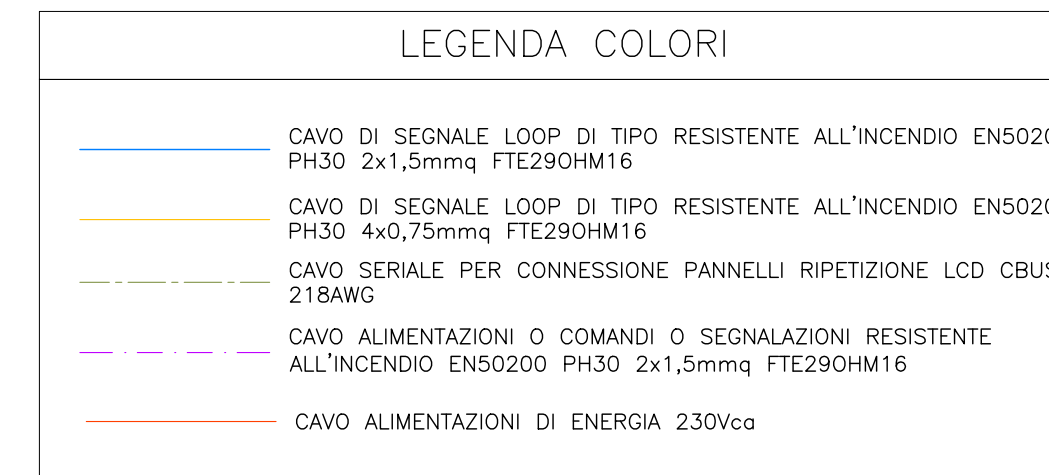 LEGENDA COLORI
CAVO DI SEGNALE LOOP DI TIPO RESISTENTE ALL'INCENDIO
PH30 2x1,5mmq FTE29OHM16
CAVO DI SEGNALE LOOP DI TIPO RESISTENTE ALL'INCENDIO
PH30 4x0,75mmq FTE29OHM16
CAVO SERIALE PER CONNESSIONE PANNELLI RIPETIZIONE LCD
218AWG
CAVO ALIMENTAZIONI O COMANDI O SEGNALAZIONI RESISTENTE
ALL'INCENDIO EN50200 PH30 2x1,5mmq FTE29OHM16
CAVO ALIMENTAZIONI DI ENERGIA 230Vca